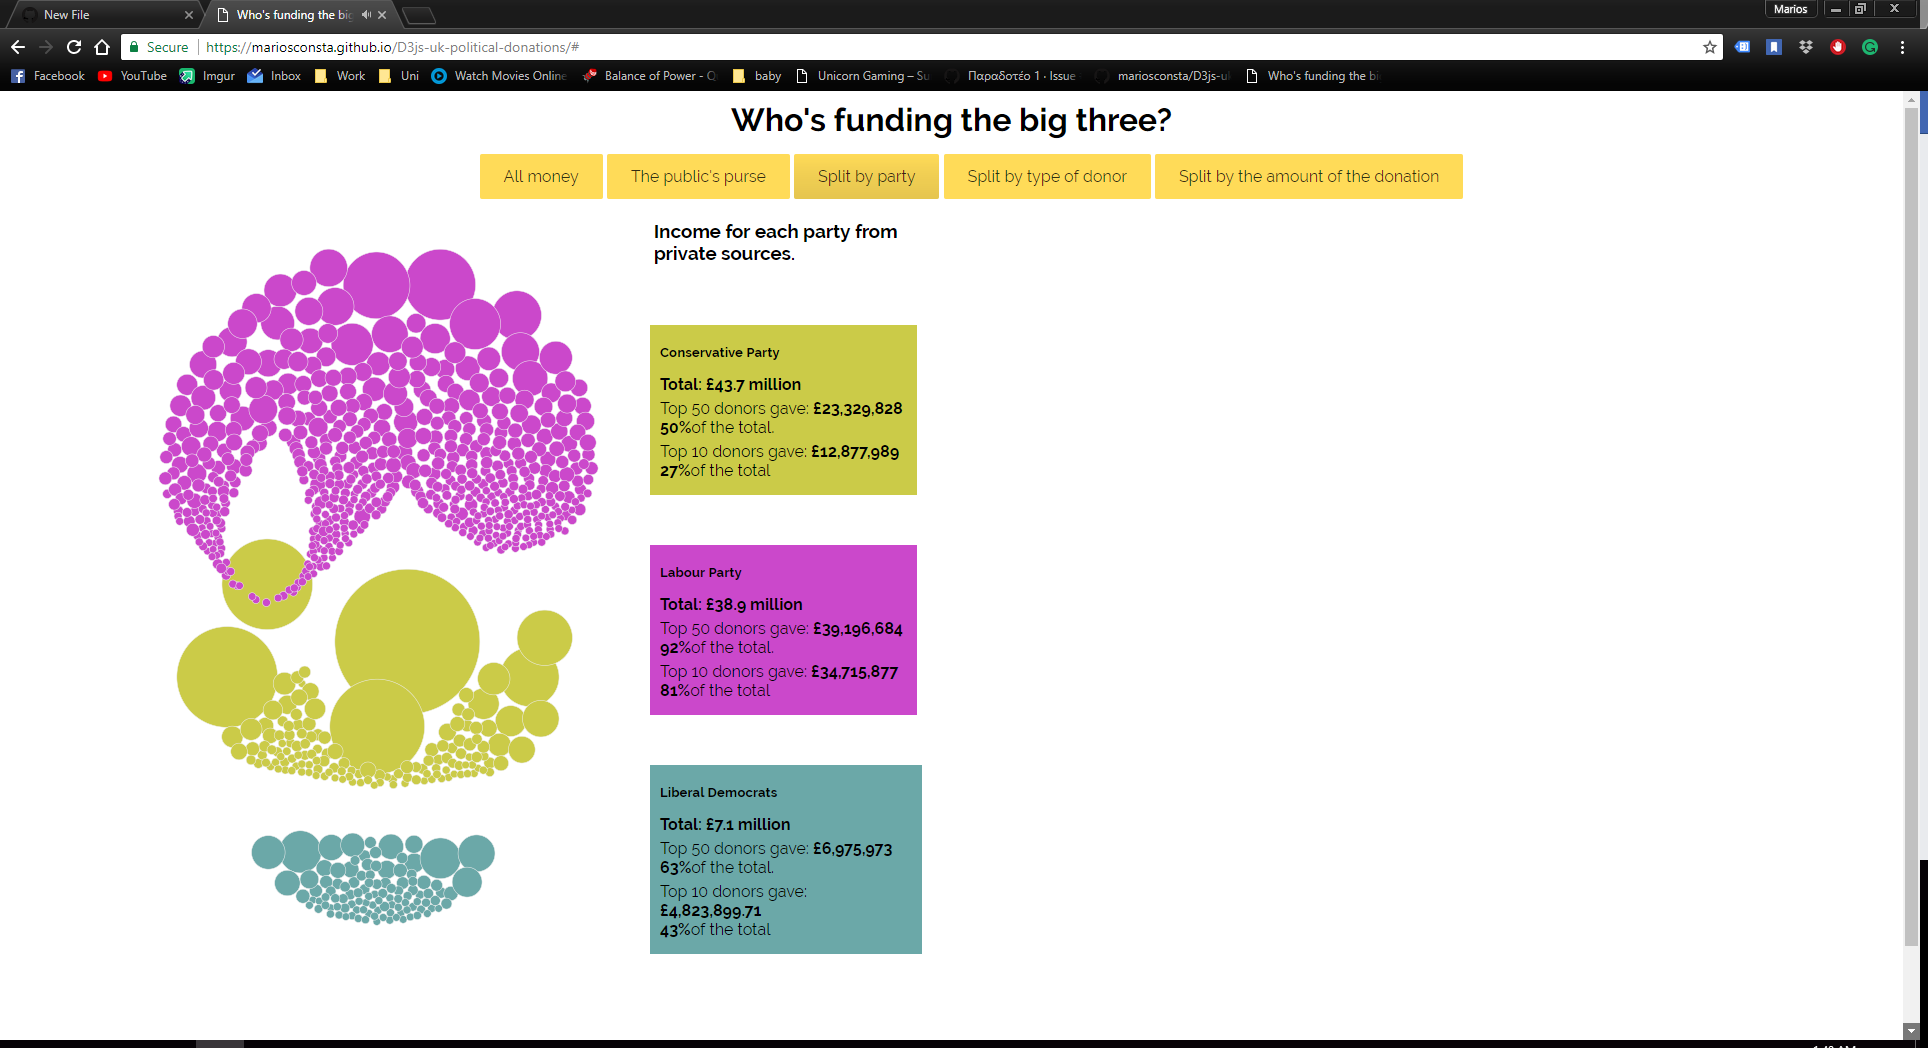 New File
Who's funding the big
Marios
Secure
https://mariosconsta.github.io/D3js-uk-political-donations/#
Facebook
YouTube
Imgur
Inbox
Work
Uni
Watch Movies Online
Balance of Power -
baby
Unicorn Gaming –
Παραδοτέο 1 · Issue
mariosconsta/D3js-u
Who's funding the bi
Who's funding the big three?
All money
The public's purse
Split by party
Split by type of donor
Split by the amount of the donation
Income for each party from
private sources.
Conservative Party
Total: £43.7 million
Top 50 donors gave: £23,329,828
50%of the total.
Top 10 donors gave: £12,877,989
27%of the total
Labour Party
Total: £38.9 million
Top 50 donors gave: £39,196,684
92%of the total.
Top 10 donors gave: £34,715,877
81%of the total
Liberal Democrats
Total: £7.1 million
Top 50 donors gave: £6,975,973
63%of the total.
Top 10 donors gave:
£4,823,899.71
43%of the total